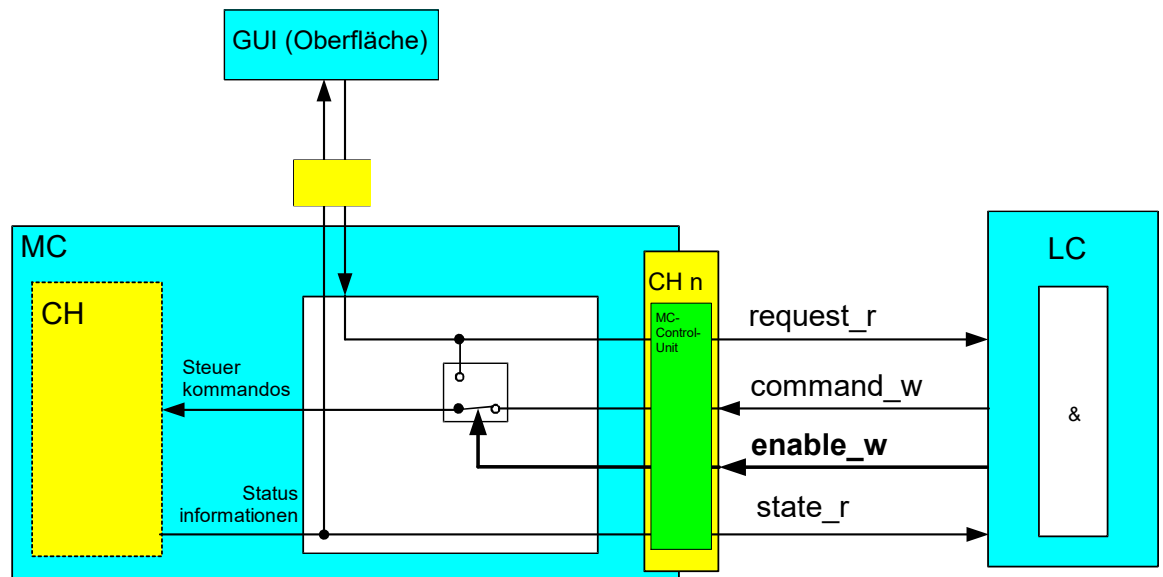 GUI (Oberfläche)
MC
CH
Steuer
kommandos
Status
informationen
CH n
MC-
Control-
Unit
request_r
command_w
enable_w
state_r
LC
&